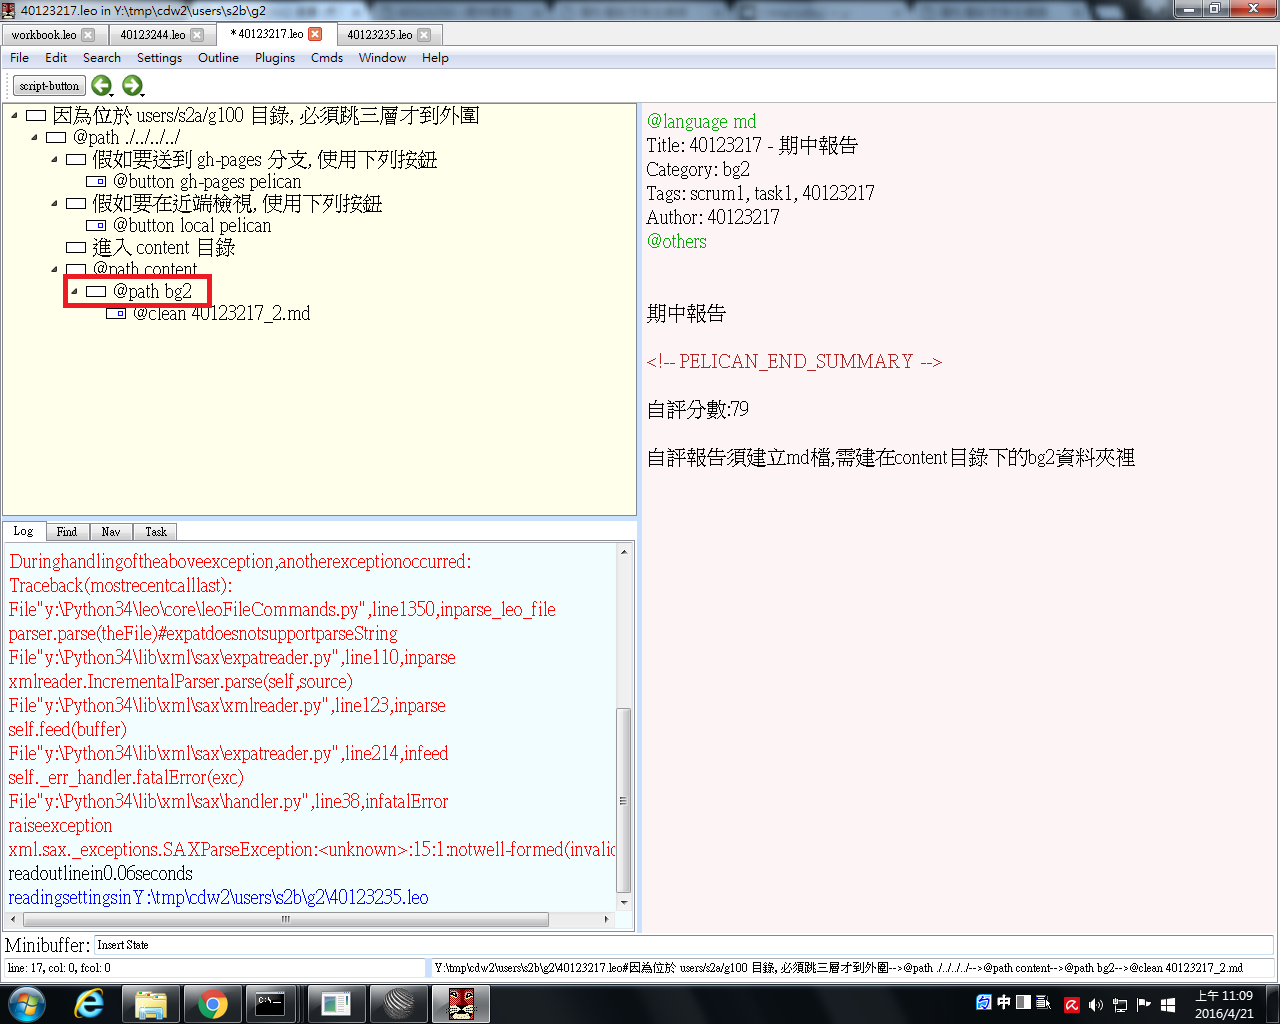 40123217.leo in Y:\tmp\cdw2\users\s2b\g2
workbook.leo
40123244.leo
* 40123217.leo
40123235.leo
File Edit Search Settings Outline Plugins Cmds Window Help
script-button
因為位於 users/s2a/g100 目錄, 必須跳三層才到外圍
@path ./../../../
假如要送到 gh-pages 分支, 使用下列按鈕
@button gh-pages pelican
假如要在近端檢視, 使用下列按鈕
@button local pelican
進入 content 目錄
@path content
@path bg2
@clean 40123217_2.md
@language md
Title: 40123217 - 期中報告
Category: bg2
Tags: scrum1, task1, 40123217
Author: 40123217
@others
期中報告
<!-- PELICAN_END_SUMMARY -->
自評分數:79
自評報告須建立md檔,需建在content目錄下的bg2資料夾裡
Log Find Nav Task
Duringhandlingoftheaboveexception,anotherexceptionoccurred:
Traceback(mostrecentcalllast):
File"y:\Python34\leo\core\leoFileCommands.py",line1350,inparse_leo_file
parser.parse(theFile)#expatdoesnotsupportparseString
File"y:\Python34\lib\xml\sax\expatreader.py",line110,inparse
xmlreader.IncrementalParser.parse(self,source)
File"y:\Python34\lib\xml\sax\xmlreader.py",line123,inparse
self.feed(buffer)
File"y:\Python34\lib\xml\sax\expatreader.py",line214,infeed
self._err_handler.fatalError(exc)
File"y:\Python34\lib\xml\sax\handler.py",line38,infatalError
raiseexception
xml.sax._exceptions.SAXParseException:<unknown>:15:1:notwell-formed(invalid
readoutlinein0.06seconds
readingsettingsinY:\tmp\cdw2\users\s2b\g2\40123235.leo
Minibuffer: Insert State
line: 17, col: 0, fcol: 0
Y:\tmp\cdw2\users\s2b\g2\40123217.leo#因為位於 users/s2a/g100 目錄, 必須跳三層才到外圍-->@path ./../../../-->@path content-->@path bg2-->@clean 40123217_2.md
中
上午 11:09
2016/4/21